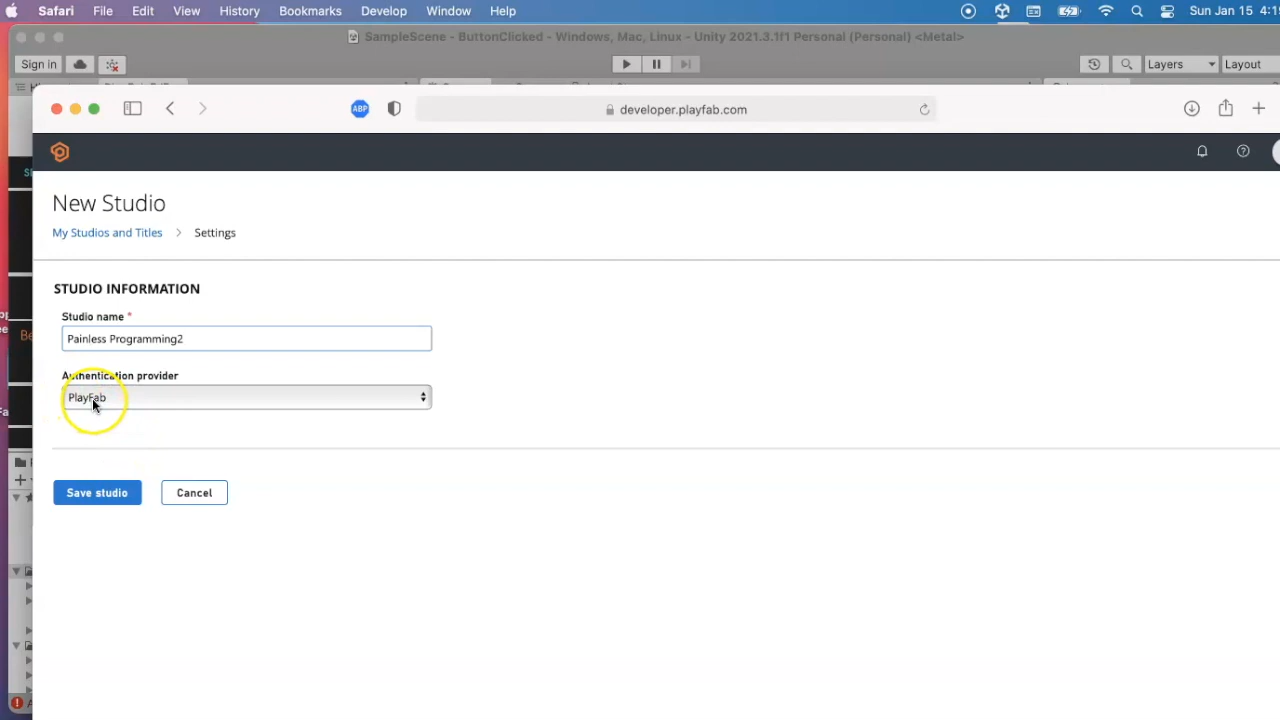 Safari File Edit View History Bookmarks Develop Window Help Sun Jan 15 4:1
SampleScene - ButtonClicked - Windows, Mac, Linux - Unity 2021.3.1f1 Personal (Personal) <Metal>
Sign in Layers Layout
ABP developer.playfab.com
New Studio
My Studios and Titles > Settings
STUDIO INFORMATION
Studio name *
Painless Programming2
Authentication provider
PlayFab
Save studio Cancel